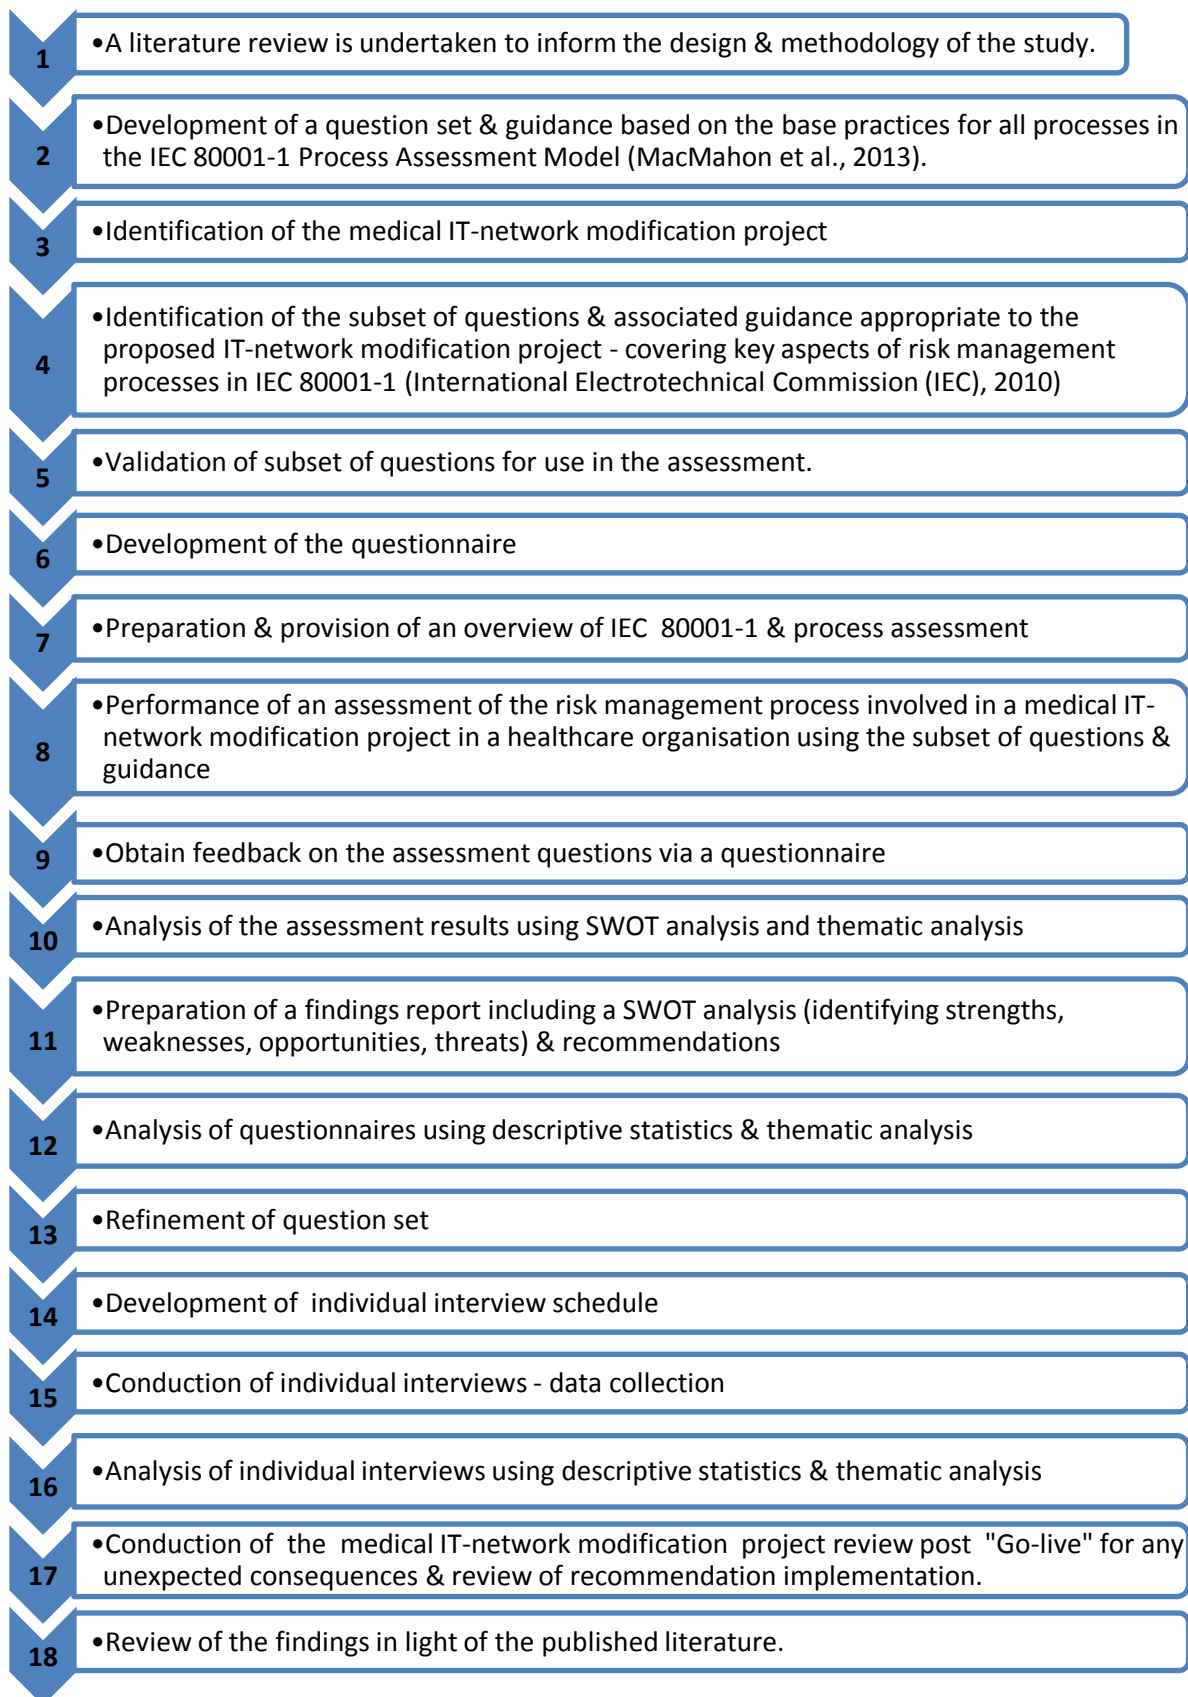 1
•A literature review is undertaken to inform the design & methodology of the study.
2
•Development of a question set & guidance based on the base practices for all processes in
the IEC 80001-1 Process Assessment Model (MacMahon et al., 2013).
3
•Identification of the medical IT-network modification project
4
•Identification of the subset of questions & associated guidance appropriate to the
proposed IT-network modification project - covering key aspects of risk management
processes in IEC 80001-1 (International Electrotechnical Commission (IEC), 2010)
5
•Validation of subset of questions for use in the assessment.
6
•Development of the questionnaire
7
•Preparation & provision of an overview of IEC 80001-1 & process assessment
8
•Performance of an assessment of the risk management process involved in a medical IT-
network modification project in a healthcare organisation using the subset of questions &
guidance
9
•Obtain feedback on the assessment questions via a questionnaire
10
•Analysis of the assessment results using SWOT analysis and thematic analysis
11
•Preparation of a findings report including a SWOT analysis (identifying strengths,
weaknesses, opportunities, threats) & recommendations
12
•Analysis of questionnaires using descriptive statistics & thematic analysis
13
•Refinement of question set
14
•Development of individual interview schedule
15
•Conduction of individual interviews - data collection
16
•Analysis of individual interviews using descriptive statistics & thematic analysis
17
•Conduction of the medical IT-network modification project review post "Go-live" for any
unexpected consequences & review of recommendation implementation.
18
•Review of the findings in light of the published literature.